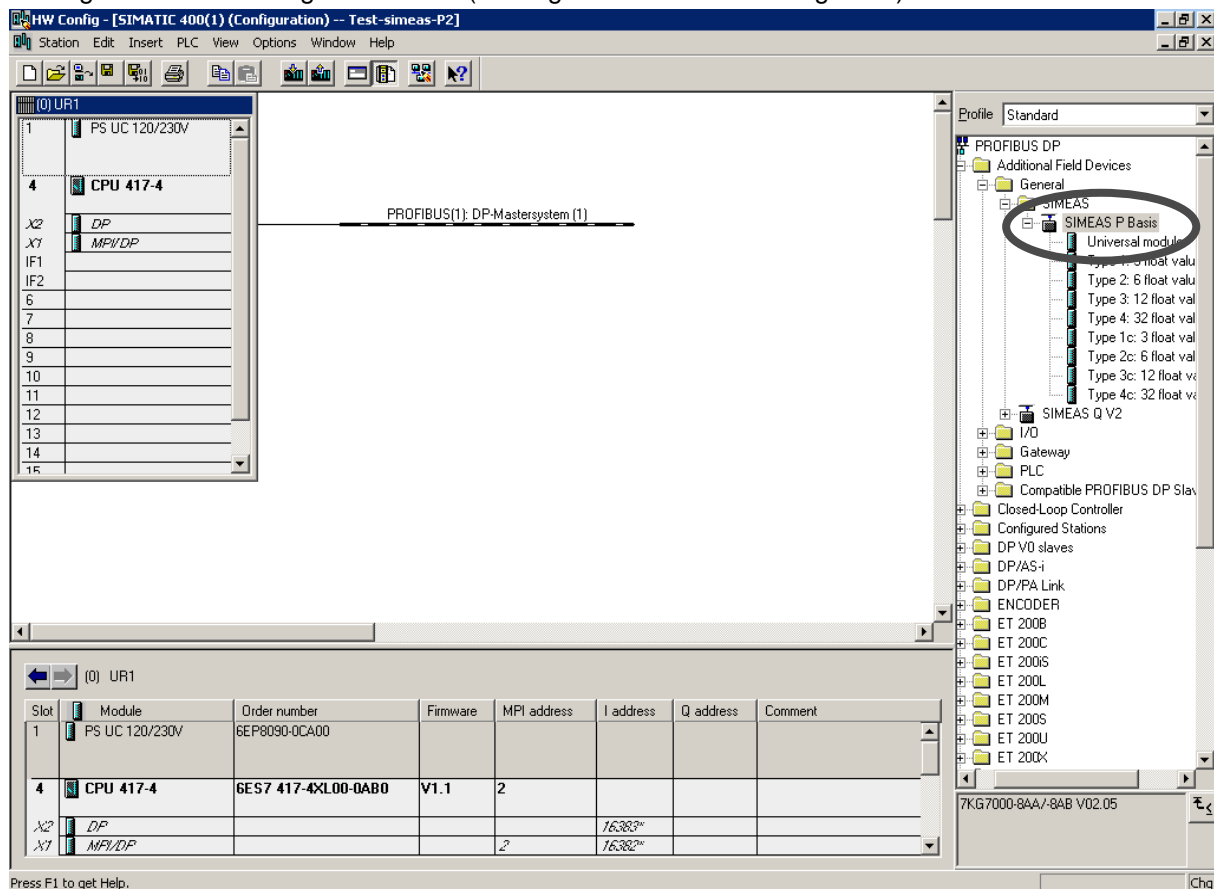 HW Config - [SIMATIC 400(1) (Configuration) -- Test-simeas-P2]
Station Edit Insert PLC View Options Window Help
(0) UR1
1 PS UC 120/230V
4 CPU 417-4
X2 DP
X1 MPI/DP
IF1
IF2
6
7
8
9
10
11
12
13
14
15
PROFIBUS(1): DP-Mastersystem (1)
Profile Standard
PROFIBUS DP
Additional Field Devices
General
SIMEAS
SIMEAS P Basis
Universal module
Type 1: 3 float valu
Type 2: 6 float valu
Type 3: 12 float val
Type 4: 32 float val
Type 1c: 3 float val
Type 2c: 6 float val
Type 3c: 12 float va
Type 4c: 32 float va
SIMEAS Q V2
I/O
Gateway
PLC
Compatible PROFIBUS DP Slav
Closed-Loop Controller
Configured Stations
DP V0 slaves
DP/AS-i
DP/PA Link
ENCODER
ET 200B
ET 200C
ET 200iS
ET 200L
ET 200M
ET 200S
ET 200U
ET 200X
7KG7000-8AA/-8AB V02.05
(0) UR1
Slot Module Order number Firmware MPI address I address Q address Comment
1 PS UC 120/230V 6EP8090-0CA00
4 CPU 417-4 6ES7 417-4XL00-0AB0 V1.1 2
X2 DP 16383*
X1 MPI/DP 2 16382*
Press F1 to get Help.
Chg